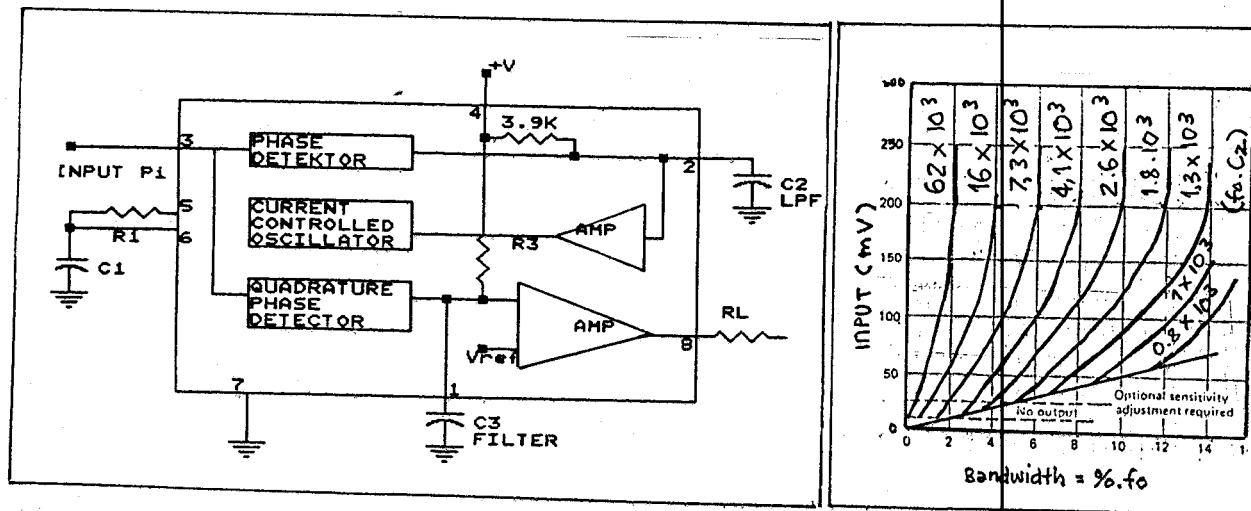 +V
4
3.9K
3
PHASE
DETEKTOR
2
INPUT Pi
C2
LPF
5
CURRENT
CONTROLLED
OSCILLATOR
R1
6
R3
AMP
C1
QUADRATURE
PHASE
DETECTOR
AMP
RL
8
Vref
7
1
C3
FILTER
300
250
200
150
100
50
0
INPUT (mV)
62 × 10³
16 × 10³
7,3 × 10³
4,1 × 10³
2.6 × 10³
1.8.10³
1,3 × 10³
(fo.C2)
1 × 10³
0.8 × 10³
No output
Optional sensitivity
adjustment required
0 2 4 6 8 10 12 14 1
Bandwidth = %.fo